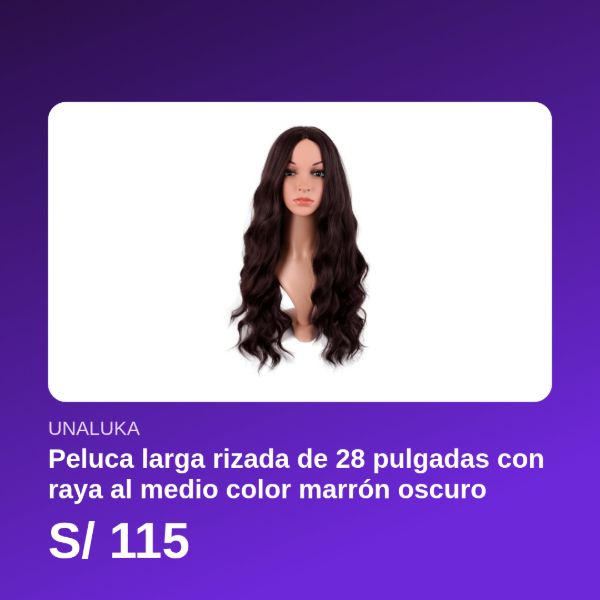 UNALUKA
Peluca larga rizada de 28 pulgadas con
raya al medio color marrón oscuro
S/ 115